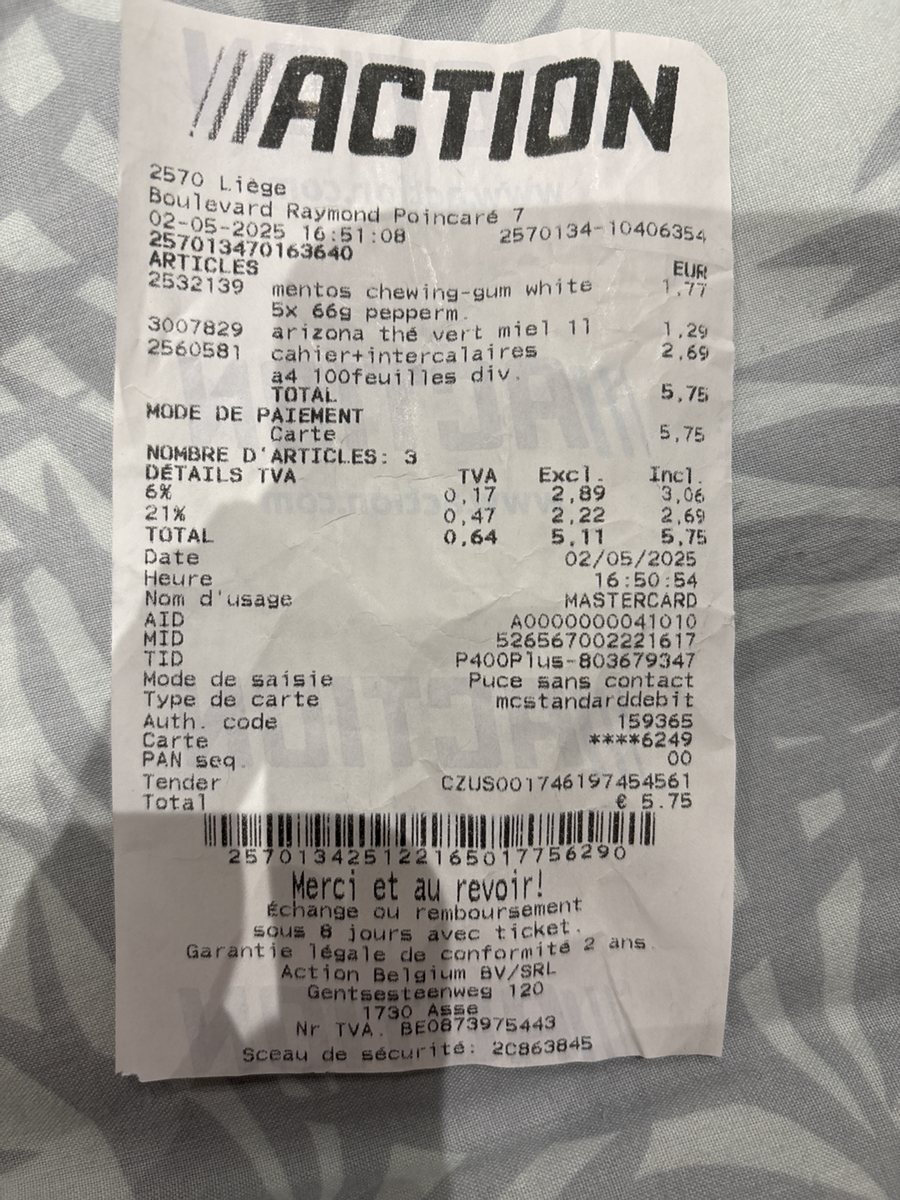 ACTION
2570 Liège
Boulevard Raymond Poincaré 7
02-05-2025 16:51:08 2570134-10406354
257013470163640
ARTICLES EUR
2532139 mentos chewing-gum white 1,77
5x 66g pepperm.
3007829 arizona thé vert miel 1l 1,29
2560581 cahier+intercalaires 2,69
a4 100feuilles div.
TOTAL 5,75
MODE DE PAIEMENT
Carte 5,75
NOMBRE D'ARTICLES: 3
DÉTAILS TVA TVA Excl. Incl.
6% 0,17 2,89 3,06
21% 0,47 2,22 2,69
TOTAL 0,64 5,11 5,75
Date 02/05/2025
Heure 16:50:54
Nom d'usage MASTERCARD
AID A0000000041010
MID 526567002221617
TID P400Plus-803679347
Mode de saisie Puce sans contact
Type de carte mcstandarddebit
Auth. code 159365
Carte ****6249
PAN seq. 00
Tender CZUS001746197454561
Total € 5.75
257013425122165017756290
Merci et au revoir!
Échange ou remboursement
sous 8 jours avec ticket.
Garantie légale de conformité 2 ans.
Action Belgium BV/SRL
Gentsesteenweg 120
1730 Asse
Nr TVA. BE0873975443
Sceau de sécurité: 2C863845